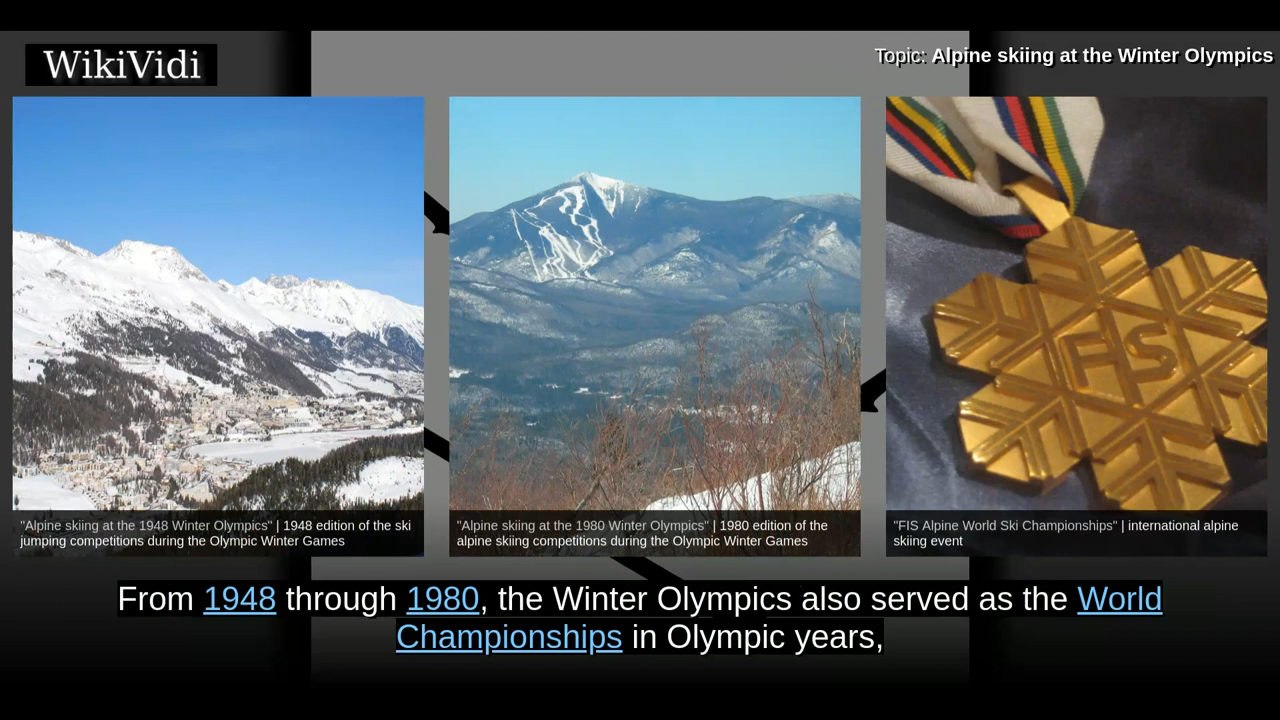 WikiVidi
Topic: Alpine skiing at the Winter Olympics
FIS
"Alpine skiing at the 1948 Winter Olympics" | 1948 edition of the ski
jumping competitions during the Olympic Winter Games
"Alpine skiing at the 1980 Winter Olympics" | 1980 edition of the
alpine skiing competitions during the Olympic Winter Games
"FIS Alpine World Ski Championships" | international alpine
skiing event
From 1948 through 1980, the Winter Olympics also served as the World
Championships in Olympic years,